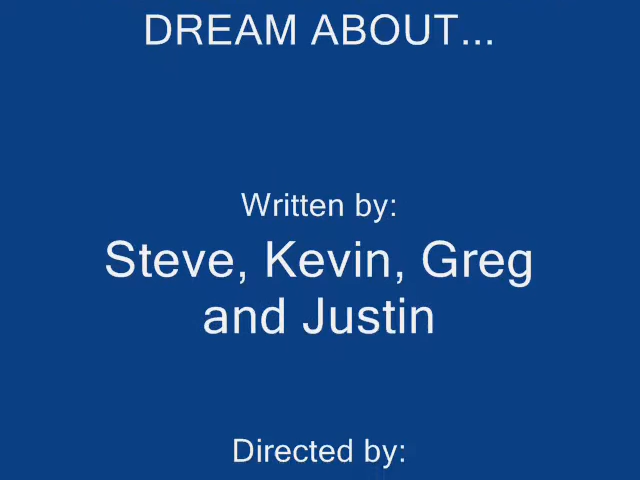 DREAM ABOUT...
Written by:
Steve, Kevin, Greg
and Justin
Directed by: